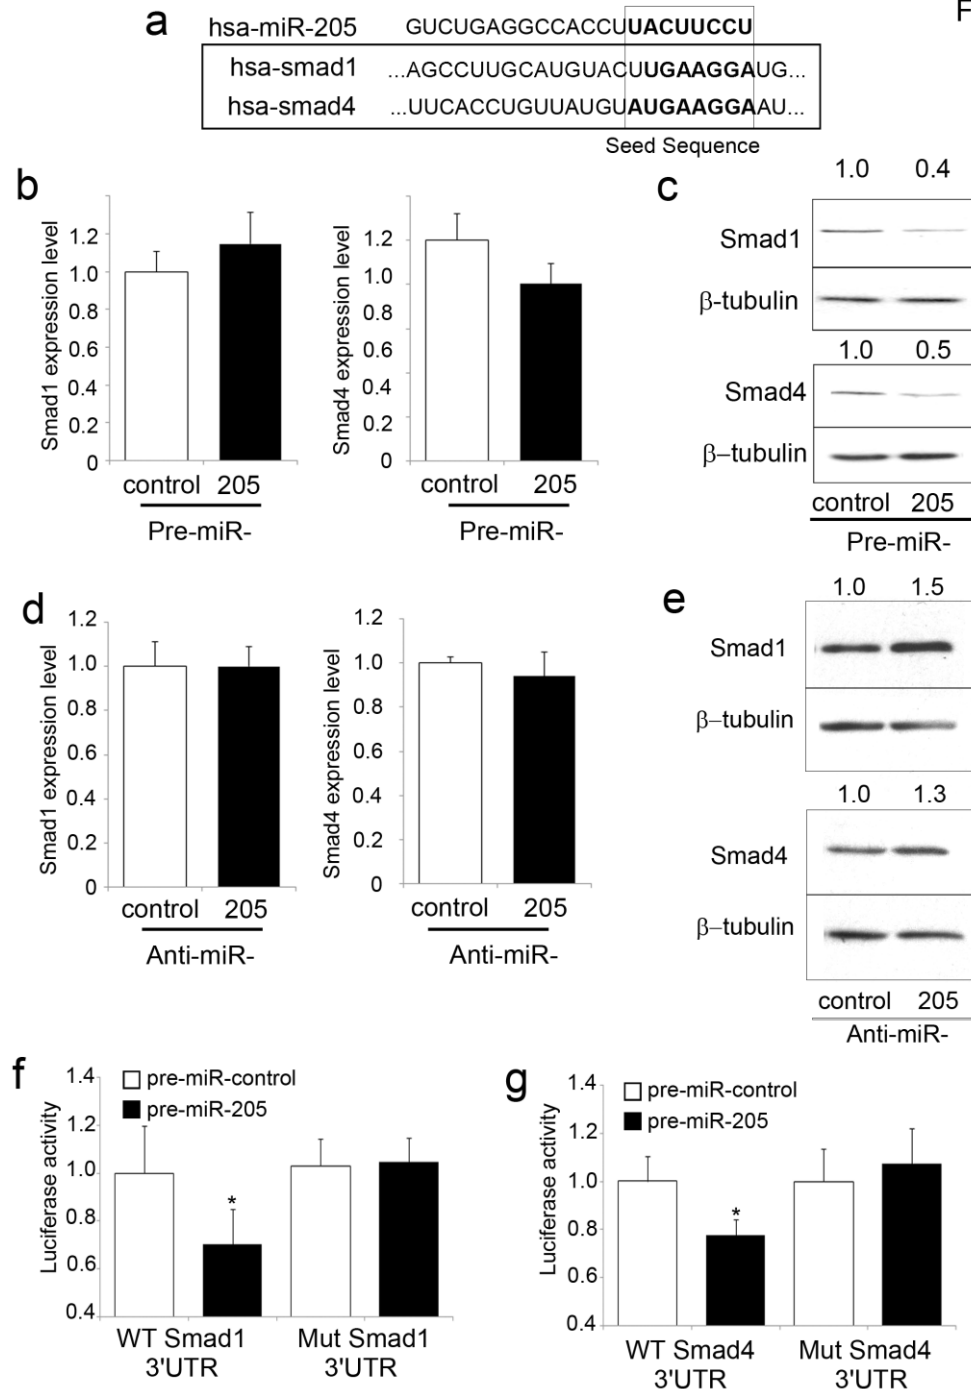 F
a
hsa-miR-205 GUCUGAGGCCACCUUACUUCCU
hsa-smad1 ...AGCCUUGCAUGUACUUGAAGGAUG...
hsa-smad4 ...UUCACCUGUUAUGUAUGAAGGAAU...
Seed Sequence
b
Smad1 expression level
1.2
1.0
0.8
0.6
0.4
0.2
0
control 205
Pre-miR-
Smad4 expression level
1.2
1.0
0.8
0.6
0.4
0.2
0
control 205
Pre-miR-
c
1.0 0.4
Smad1
β-tubulin
1.0 0.5
Smad4
β–tubulin
control 205
Pre-miR-
d
Smad1 expression level
1.2
1.0
0.8
0.6
0.4
0.2
0
control 205
Anti-miR-
Smad4 expression level
1.2
1.0
0.8
0.6
0.4
0.2
0
control 205
Anti-miR-
e
1.0 1.5
Smad1
β–tubulin
1.0 1.3
Smad4
β–tubulin
control 205
Anti-miR-
f
Luciferase activity
1.4
1.2
1.0
0.8
0.6
0.4
pre-miR-control
pre-miR-205
*
WT Smad1 Mut Smad1
3'UTR 3'UTR
g
Luciferase activity
1.4
1.2
1.0
0.8
0.6
0.4
pre-miR-control
pre-miR-205
*
WT Smad4 Mut Smad4
3'UTR 3'UTR